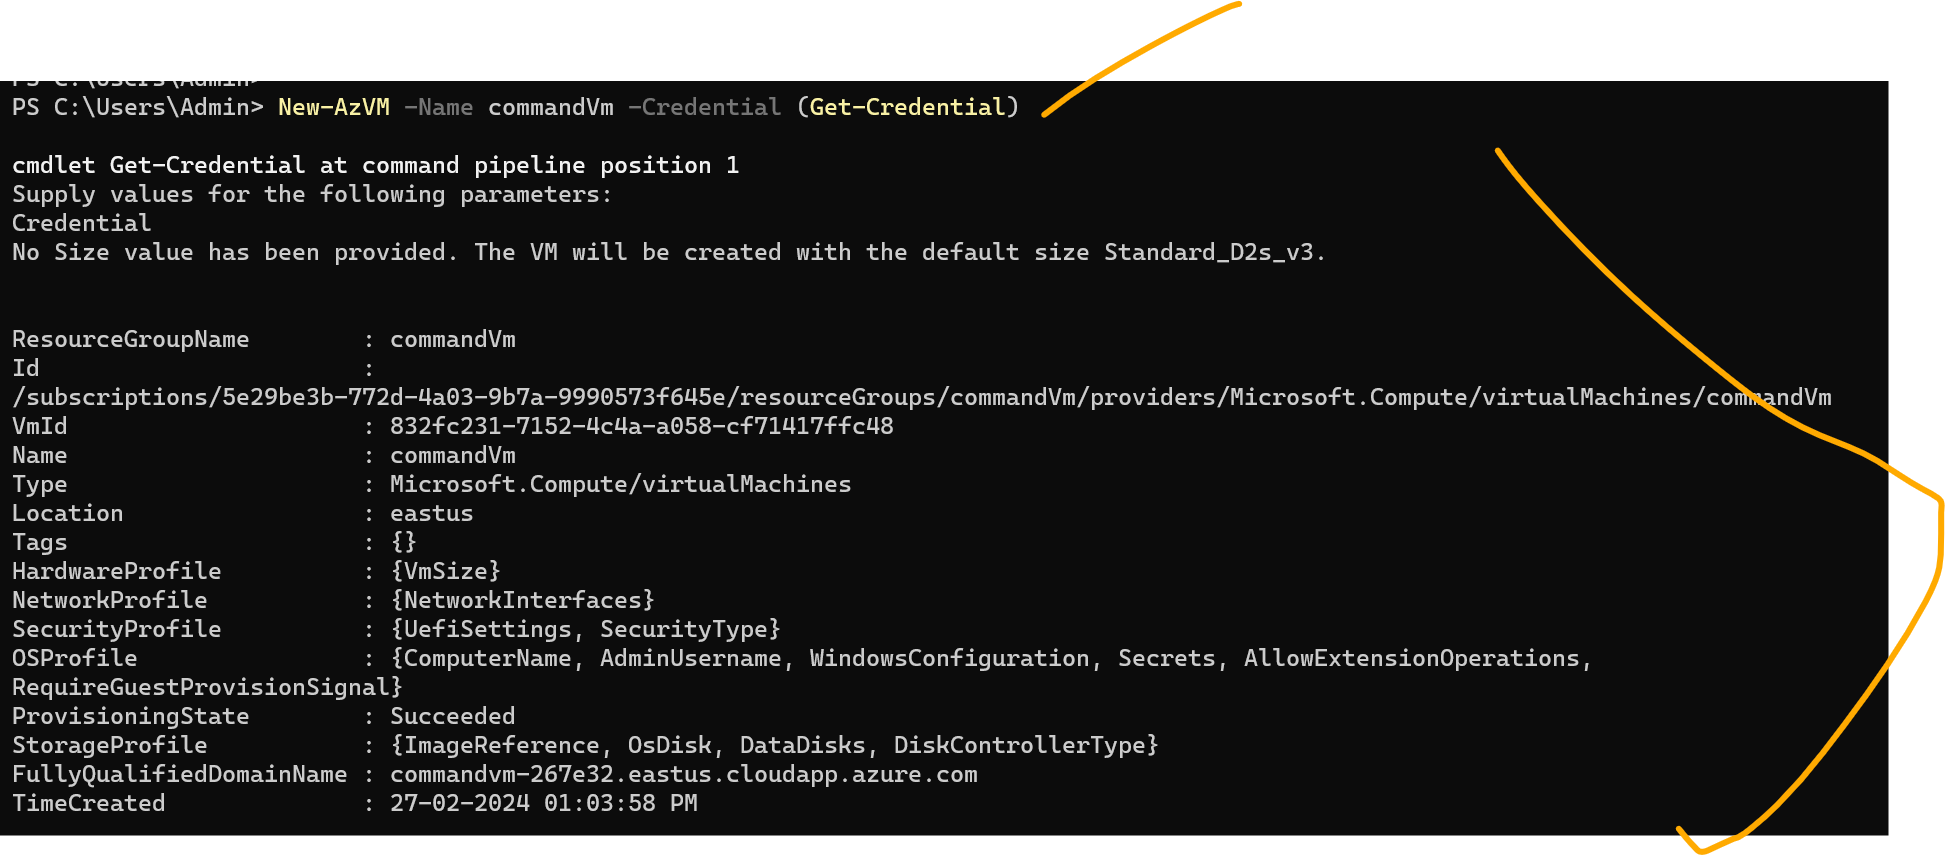 PS C:\Users\Admin>
PS C:\Users\Admin> New-AzVM -Name commandVm -Credential (Get-Credential)
cmdlet Get-Credential at command pipeline position 1
Supply values for the following parameters:
Credential
No Size value has been provided. The VM will be created with the default size Standard_D2s_v3.
ResourceGroupName        : commandVm
Id                       :
/subscriptions/5e29be3b-772d-4a03-9b7a-9990573f645e/resourceGroups/commandVm/providers/Microsoft.Compute/virtualMachines/commandVm
VmId                     : 832fc231-7152-4c4a-a058-cf71417ffc48
Name                     : commandVm
Type                     : Microsoft.Compute/virtualMachines
Location                 : eastus
Tags                     : {}
HardwareProfile          : {VmSize}
NetworkProfile           : {NetworkInterfaces}
SecurityProfile          : {UefiSettings, SecurityType}
OSProfile                : {ComputerName, AdminUsername, WindowsConfiguration, Secrets, AllowExtensionOperations,
RequireGuestProvisionSignal}
ProvisioningState        : Succeeded
StorageProfile           : {ImageReference, OsDisk, DataDisks, DiskControllerType}
FullyQualifiedDomainName : commandvm-267e32.eastus.cloudapp.azure.com
TimeCreated              : 27-02-2024 01:03:58 PM